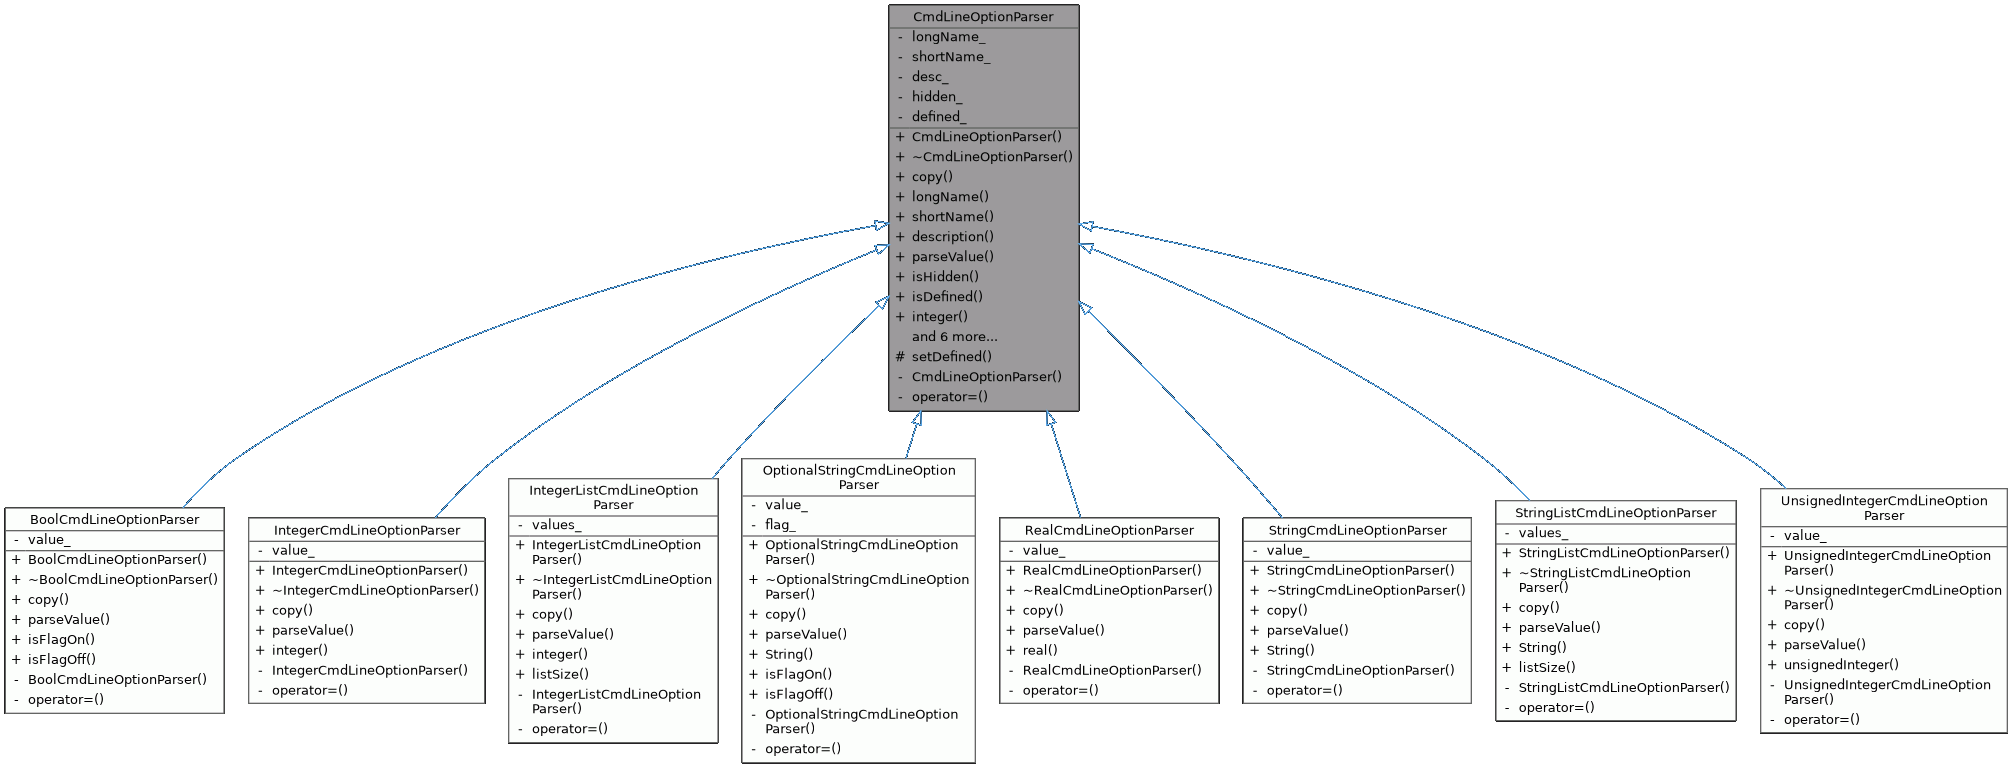 CmdLineOptionParser
- longName_
- shortName_
- desc_
- hidden_
- defined_
+ CmdLineOptionParser()
+ ~CmdLineOptionParser()
+ copy()
+ longName()
+ shortName()
+ description()
+ parseValue()
+ isHidden()
+ isDefined()
+ integer()
and 6 more...
# setDefined()
- CmdLineOptionParser()
- operator=()
BoolCmdLineOptionParser
- value_
+ BoolCmdLineOptionParser()
+ ~BoolCmdLineOptionParser()
+ copy()
+ parseValue()
+ isFlagOn()
+ isFlagOff()
- BoolCmdLineOptionParser()
- operator=()
IntegerCmdLineOptionParser
- value_
+ IntegerCmdLineOptionParser()
+ ~IntegerCmdLineOptionParser()
+ copy()
+ parseValue()
+ integer()
- IntegerCmdLineOptionParser()
- operator=()
IntegerListCmdLineOption
Parser
- values_
+ IntegerListCmdLineOption
Parser()
+ ~IntegerListCmdLineOption
Parser()
+ copy()
+ parseValue()
+ integer()
+ listSize()
- IntegerListCmdLineOption
Parser()
- operator=()
OptionalStringCmdLineOption
Parser
- value_
- flag_
+ OptionalStringCmdLineOption
Parser()
+ ~OptionalStringCmdLineOption
Parser()
+ copy()
+ parseValue()
+ String()
+ isFlagOn()
+ isFlagOff()
- OptionalStringCmdLineOption
Parser()
- operator=()
RealCmdLineOptionParser
- value_
+ RealCmdLineOptionParser()
+ ~RealCmdLineOptionParser()
+ copy()
+ parseValue()
+ real()
- RealCmdLineOptionParser()
- operator=()
StringCmdLineOptionParser
- value_
+ StringCmdLineOptionParser()
+ ~StringCmdLineOptionParser()
+ copy()
+ parseValue()
+ String()
- StringCmdLineOptionParser()
- operator=()
StringListCmdLineOptionParser
- values_
+ StringListCmdLineOptionParser()
+ ~StringListCmdLineOption
Parser()
+ copy()
+ parseValue()
+ String()
+ listSize()
- StringListCmdLineOptionParser()
- operator=()
UnsignedIntegerCmdLineOption
Parser
- value_
+ UnsignedIntegerCmdLineOption
Parser()
+ ~UnsignedIntegerCmdLineOption
Parser()
+ copy()
+ parseValue()
+ unsignedInteger()
- UnsignedIntegerCmdLineOption
Parser()
- operator=()